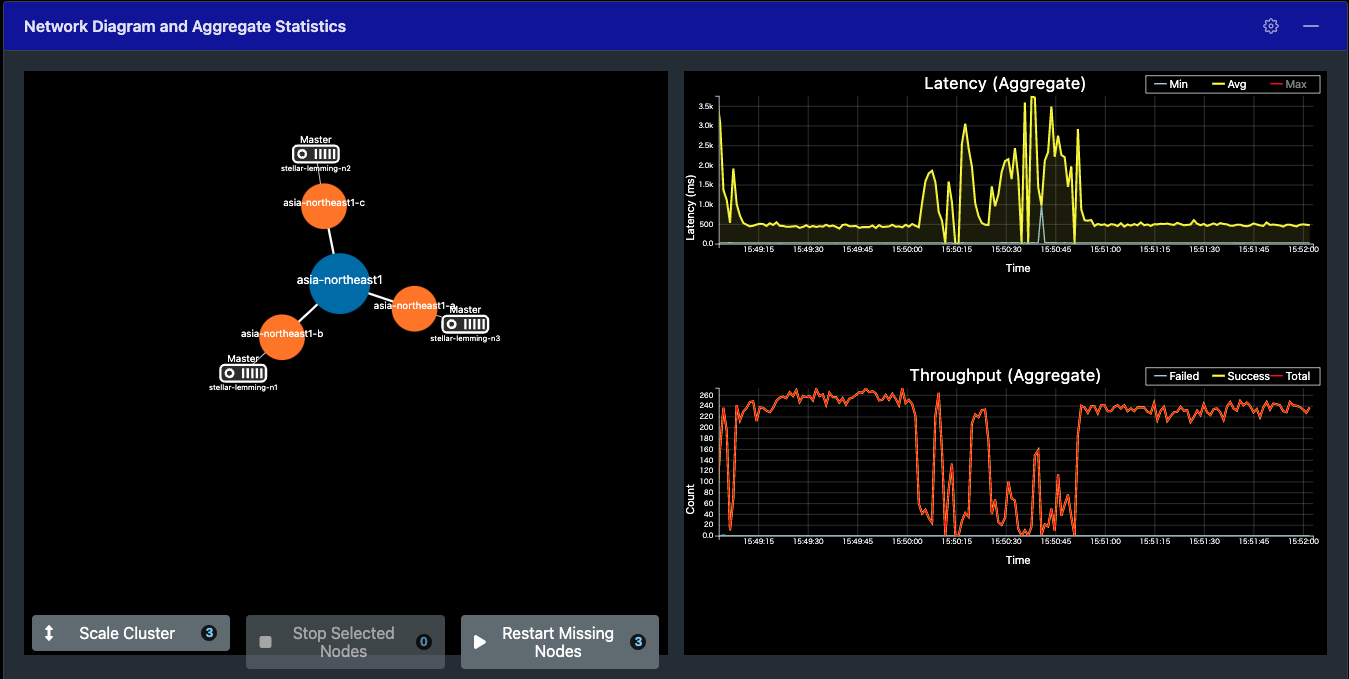 Network Diagram and Aggregate Statistics
Master
stellar-lemming-n2
asia-northeast1-c
asia-northeast1
asia-northeast1-a
Master
stellar-lemming-n3
asia-northeast1-b
Master
stellar-lemming-n1
Scale Cluster 3
Stop Selected
Nodes 0
Restart Missing
Nodes 3
Latency (Aggregate)
Min Avg Max
Latency (ms)
3.5k
3.0k
2.5k
2.0k
1.5k
1.0k
500
0.0
15:49:15 15:49:30 15:49:45 15:50:00 15:50:15 15:50:30 15:50:45 15:51:00 15:51:15 15:51:30 15:51:45 15:52:00
Time
Throughput (Aggregate)
Failed Success Total
Count
260
240
220
200
180
160
140
120
100
80
60
40
20
0.0
15:49:15 15:49:30 15:49:45 15:50:00 15:50:15 15:50:30 15:50:45 15:51:00 15:51:15 15:51:30 15:51:45 15:52:00
Time